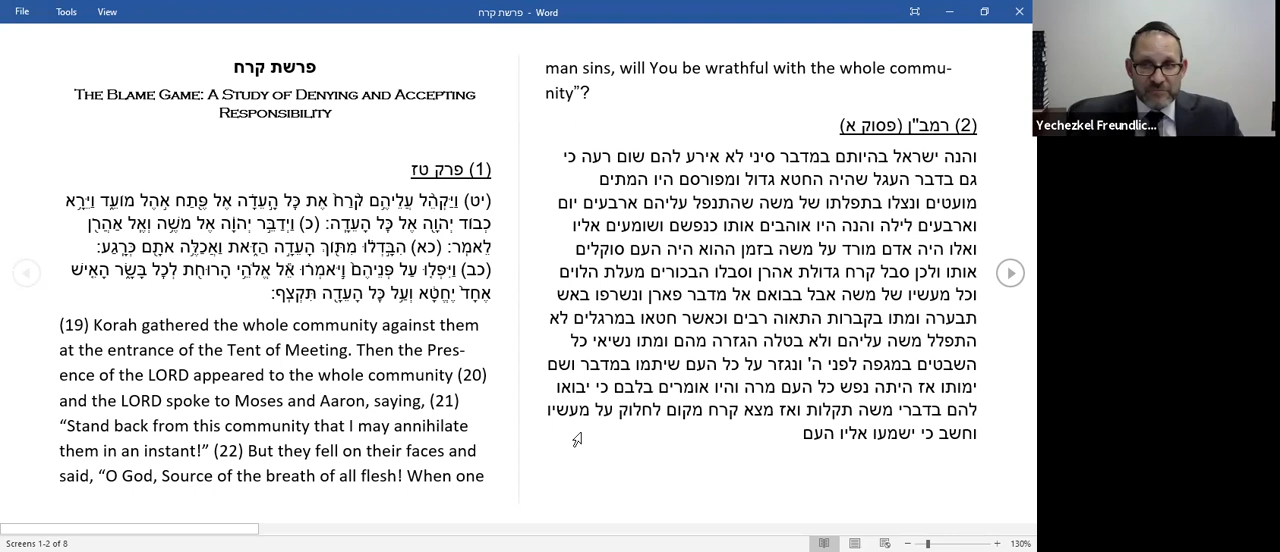 File Tools View פרשת קרח - Word
פרשת קרח
THE BLAME GAME: A STUDY OF DENYING AND ACCEPTING
RESPONSIBILITY
(1) פרק טז
(יט) וַיַּקְהֵ֨ל עֲלֵיהֶ֥ם קֹ֙רַח֙ אֶת כָּל הָ֣עֵדָ֔ה אֶל פֶּ֖תַח אֹ֣הֶל מוֹעֵ֑ד וַיֵּרָ֥א
כְבוֹד יְהֹוָ֖ה אֶל כָּל הָעֵדָֽה: (כ) וַיְדַבֵּ֣ר יְהֹוָ֔ה אֶל מֹשֶׁ֥ה וְאֶֽל אַהֲרֹ֖ן
לֵאמֹֽר: (כא) הִבָּ֣דְל֔וּ מִתּ֖וֹךְ הָעֵדָ֣ה הַזֹּ֑את וַאֲכַלֶּ֥ה אֹתָ֖ם כְּרָֽגַע:
(כב) וַיִּפְּל֤וּ עַל פְּנֵיהֶם֙ וַיֹּ֣אמְר֔וּ אֵ֕ל אֱלֹהֵ֥י הָרוּחֹ֖ת לְכָל בָּשָׂ֑ר הָאִ֤ישׁ
אֶחָד֙ יֶחֱטָ֔א וְעַ֥ל כָּל הָעֵדָ֖ה תִּקְצֹֽף:
(19) Korah gathered the whole community against them
at the entrance of the Tent of Meeting. Then the Pres-
ence of the LORD appeared to the whole community (20)
and the LORD spoke to Moses and Aaron, saying, (21)
“Stand back from this community that I may annihilate
them in an instant!” (22) But they fell on their faces and
said, “O God, Source of the breath of all flesh! When one
man sins, will You be wrathful with the whole commu-
nity”?
(2) רמב"ן (פסוק א)
והנה ישראל בהיותם במדבר סיני לא אירע להם שום רעה כי
גם בדבר העגל שהיה החטא גדול ומפורסם היו המתים
מועטים ונצלו בתפלתו של משה שהתנפל עליהם ארבעים יום
וארבעים לילה והנה היו אוהבים אותו כנפשם ושומעים אליו
ואלו היה אדם מורד על משה בזמן ההוא היה העם סוקלים
אותו ולכן סבל קרח גדולת אהרן וסבלו הבכורים מעלת הלוים
וכל מעשיו של משה אבל בבואם אל מדבר פארן ונשרפו באש
תבערה ומתו בקברות התאוה רבים וכאשר חטאו במרגלים לא
התפלל משה עליהם ולא בטלה הגזרה מהם ומתו נשיאי כל
השבטים במגפה לפני ה' ונגזר על כל העם שיתמו במדבר ושם
ימותו אז היתה נפש כל העם מרה והיו אומרים בלבם כי יבואו
להם בדברי משה תקלות ואז מצא קרח מקום לחלוק על מעשיו
וחשב כי ישמעו אליו העם
Yechezkel Freundlic...
Screens 1-2 of 8 130%